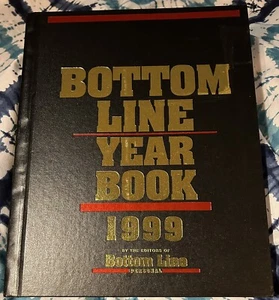 BOTTOM
LINE
YEAR
BOOK
1999
BY THE EDITORS OF
Bottom Line
PERSONAL